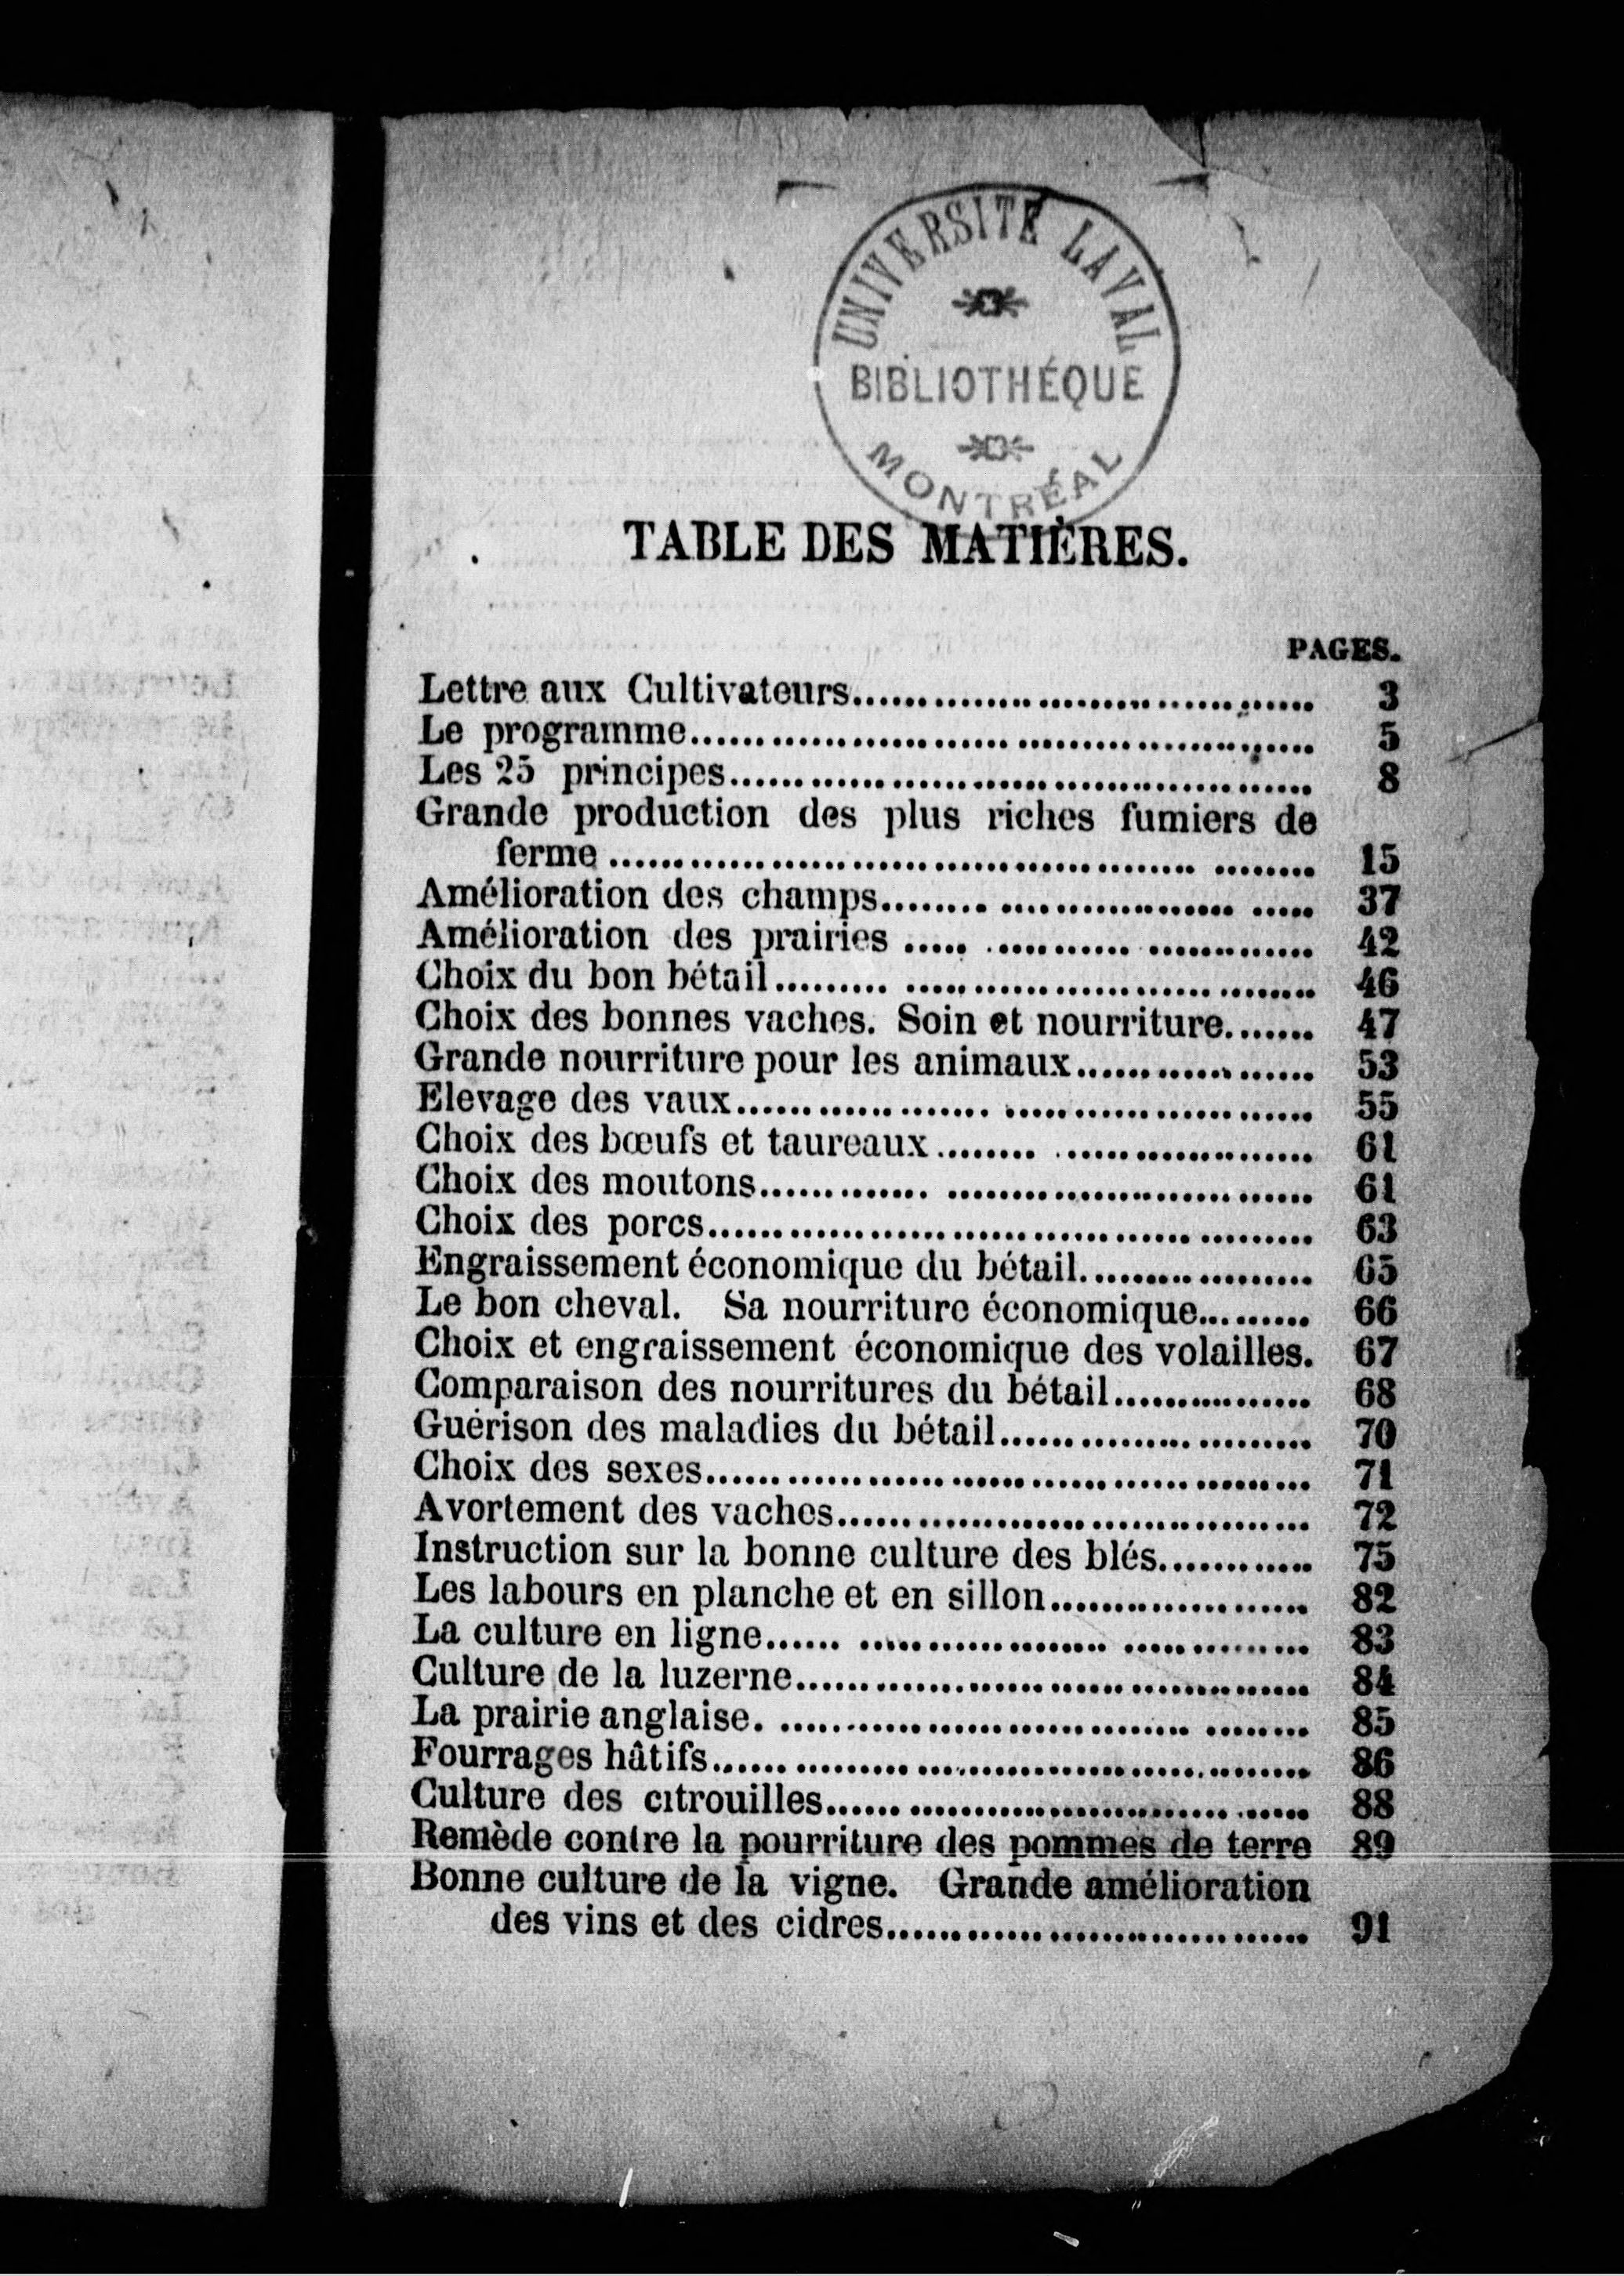 UNIVERSITÉ LAVAL
BIBLIOTHÉQUE
MONTRÉAL
TABLE DES MATIÈRES.
PAGES.
Lettre aux Cultivateurs.................................. 3
Le programme.............................................. 5
Les 25 principes........................................... 8
Grande production des plus riches fumiers de
ferme .................................................... 15
Amélioration des champs........ .................. ..... 37
Amélioration des prairies ..... ........... ............. 42
Choix du bon bétail......... ............................... 46
Choix des bonnes vaches. Soin et nourriture....... 47
Grande nourriture pour les animaux.................. 53
Elevage des vaux................... ....................... 55
Choix des bœufs et taureaux........ .................... 61
Choix des moutons............. ........................... 61
Choix des porcs............................................. 63
Engraissement économique du bétail.................. 65
Le bon cheval. Sa nourriture économique......... 66
Choix et engraissement économique des volailles. 67
Comparaison des nourritures du bétail............... 68
Guérison des maladies du bétail....................... 70
Choix des sexes............................................. 71
Avortement des vaches................................... 72
Instruction sur la bonne culture des blés............ 75
Les labours en planche et en sillon................... 82
La culture en ligne...... ................... .............. 83
Culture de la luzerne...................................... 84
La prairie anglaise. .............................. ........ 85
Fourrages hâtifs...... ........... ........................... 86
Culture des citrouilles...... ........................ ...... 88
Remède contre la pourriture des pommes de terre 89
Bonne culture de la vigne. Grande amélioration
des vins et des cidres................................ 91